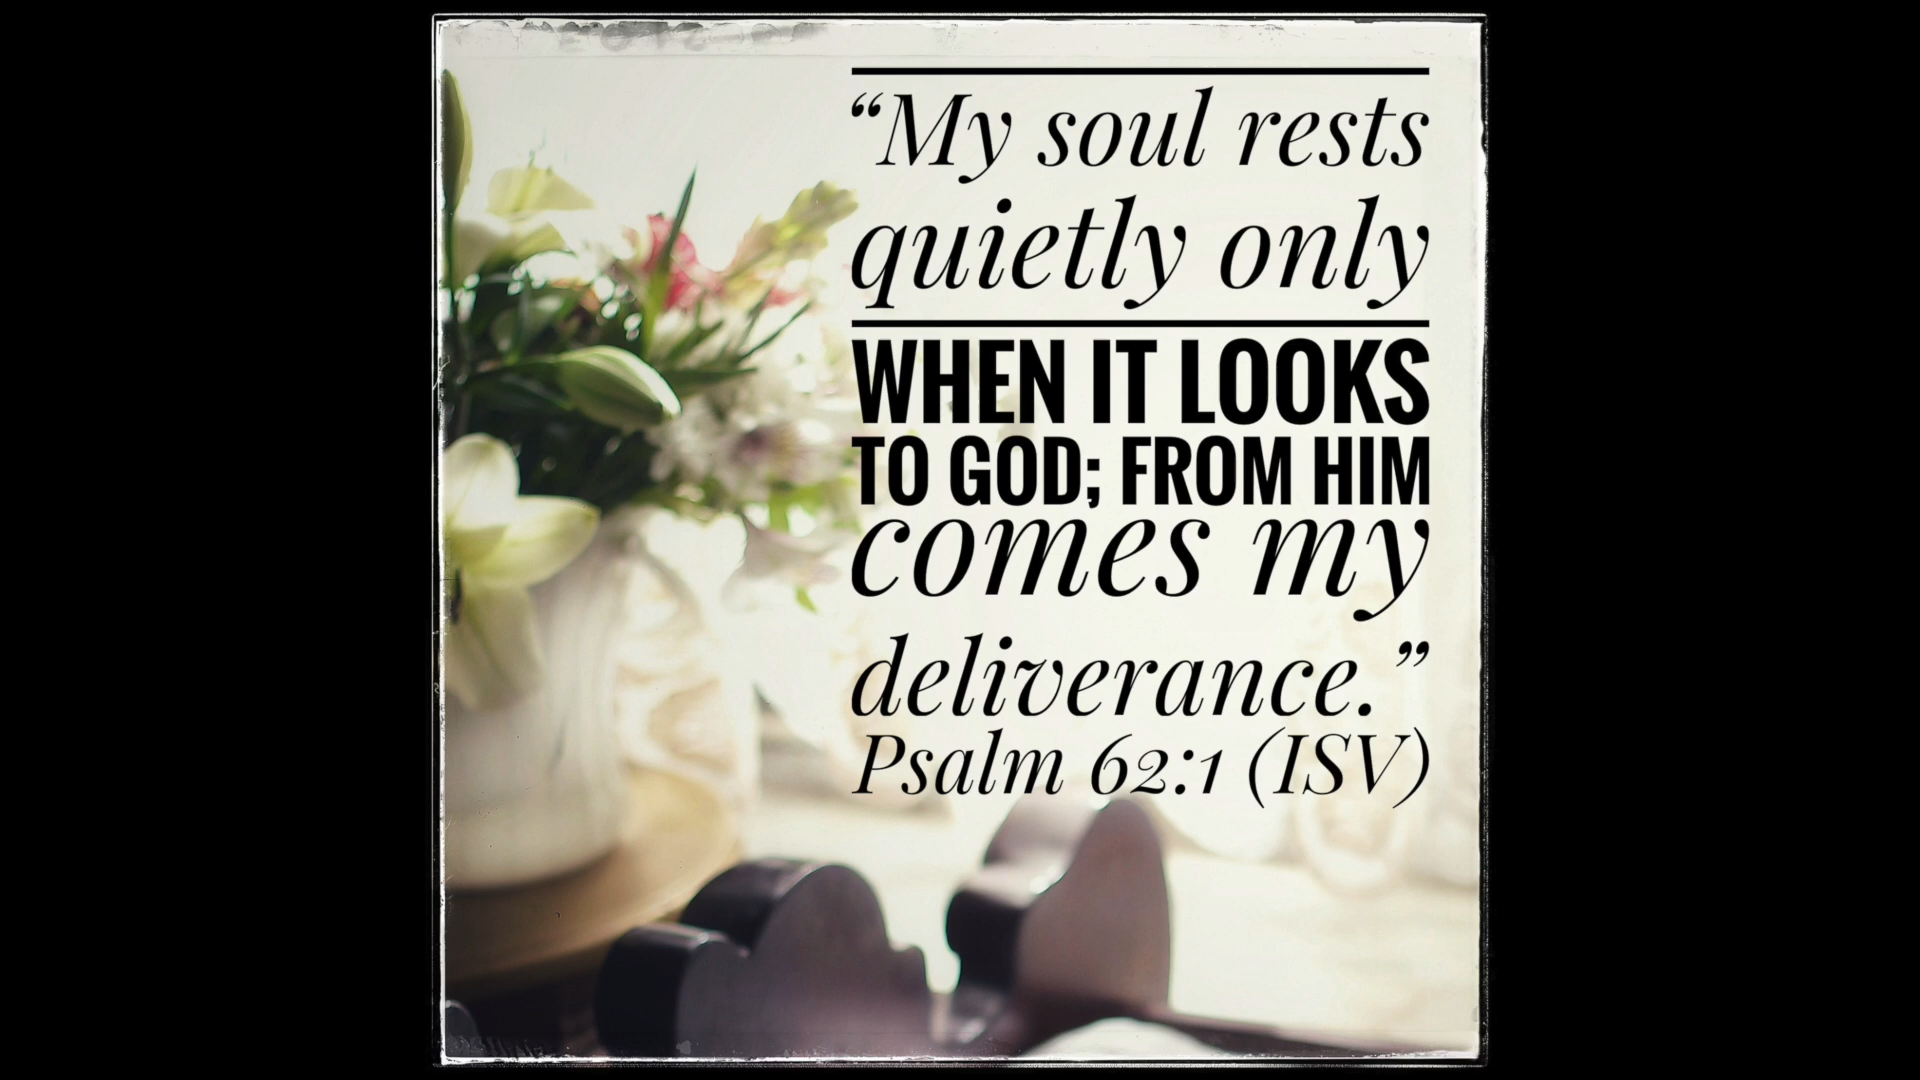 “My soul rests
quietly only
WHEN IT LOOKS
TO GOD; FROM HIM
comes my
deliverance.”
Psalm 62:1 (ISV)